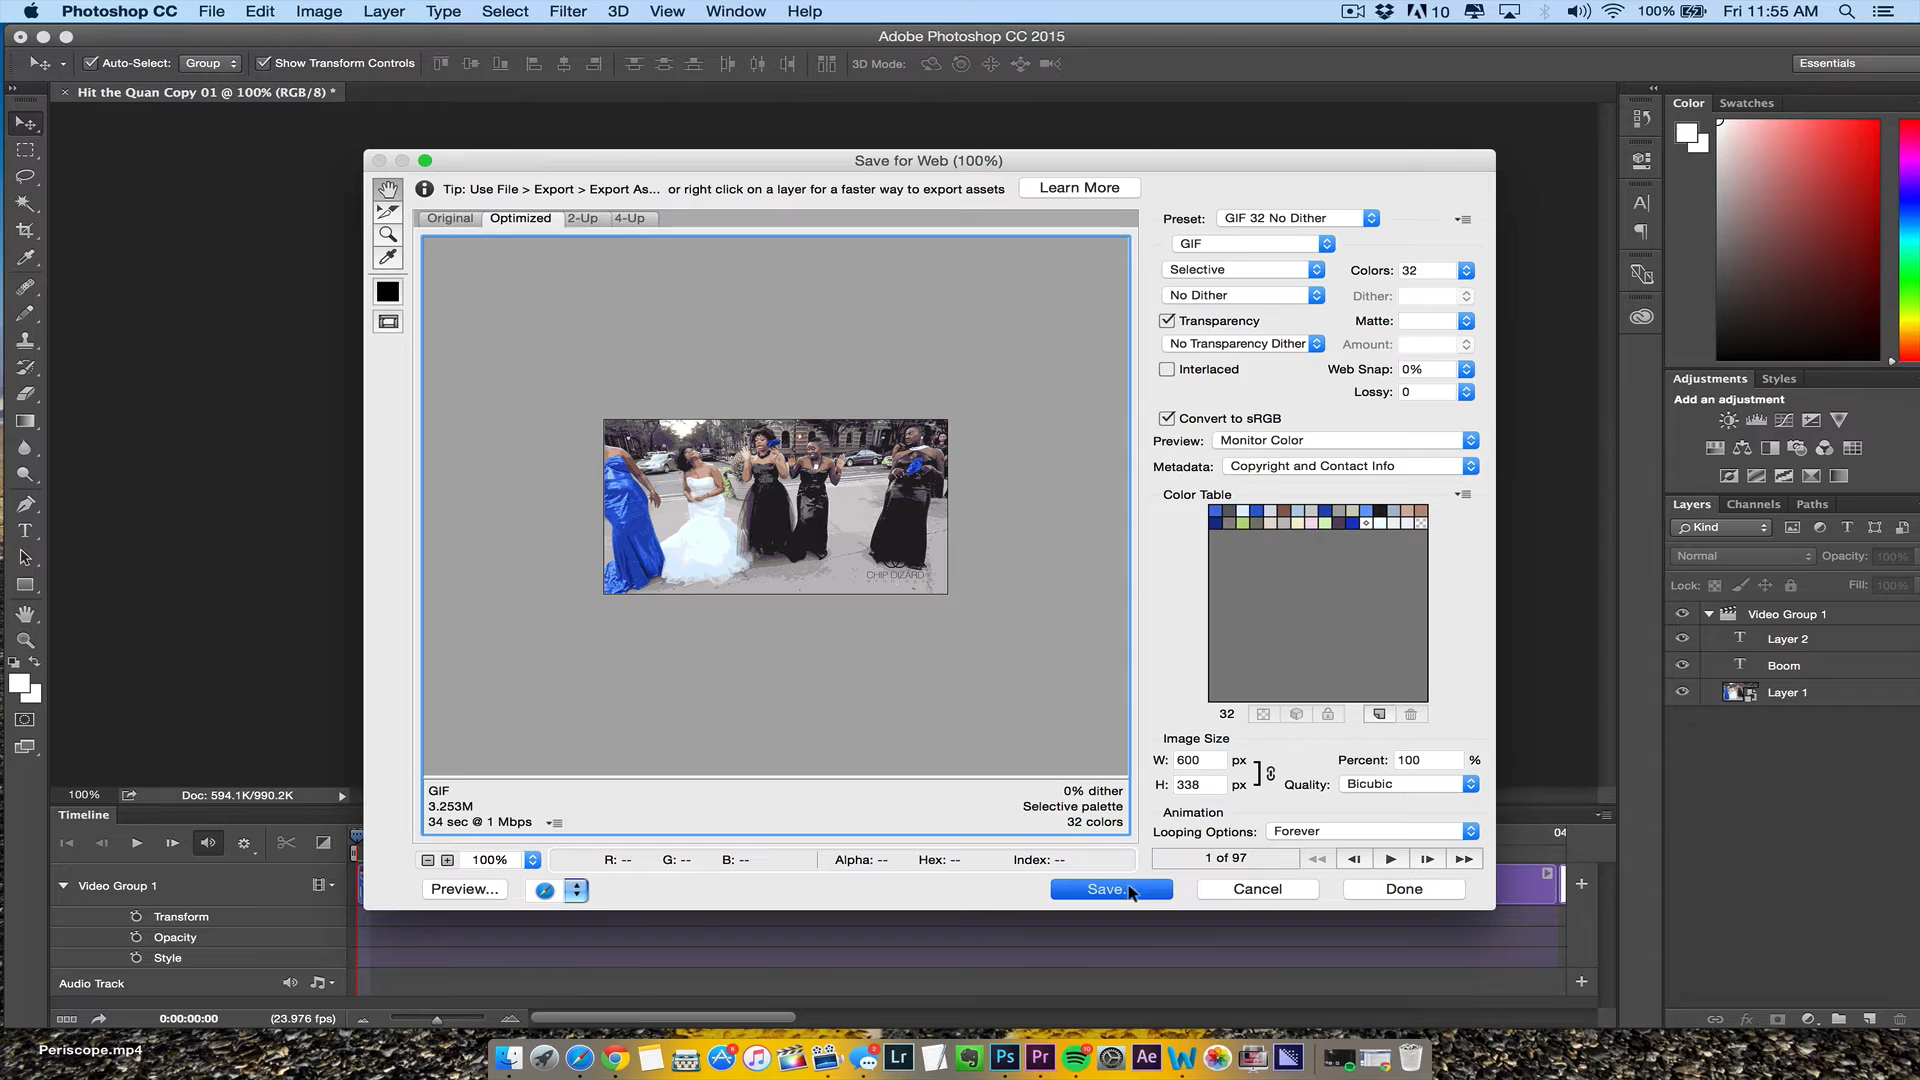 Photoshop CC File Edit Image Layer Type Select Filter 3D View Window Help 10 100% Fri 11:55 AM
Adobe Photoshop CC 2015
Auto-Select: Group Show Transform Controls 3D Mode: Essentials
Hit the Quan Copy 01 @ 100% (RGB/8) *
Color Swatches
Save for Web (100%)
Tip: Use File > Export > Export As... or right click on a layer for a faster way to export assets Learn More
Original Optimized 2-Up 4-Up
Preset: GIF 32 No Dither
GIF
Selective Colors: 32
No Dither Dither:
Transparency Matte:
No Transparency Dither Amount:
Interlaced Web Snap: 0%
Lossy: 0
Convert to sRGB
Preview: Monitor Color
Metadata: Copyright and Contact Info
Color Table
32
Image Size
W: 600 px Percent: 100 %
H: 338 px Quality: Bicubic
Animation
Looping Options: Forever
1 of 97
CHIP DIZARD
GIF 0% dither
3.253M Selective palette
34 sec @ 1 Mbps 32 colors
100% R: -- G: -- B: -- Alpha: -- Hex: -- Index: --
Preview... Save... Cancel Done
Adjustments Styles
Add an adjustment
Layers Channels Paths
Kind
Normal Opacity: 100%
Lock: Fill: 100%
Video Group 1
T Layer 2
T Boom
Layer 1
100% Doc: 594.1K/990.2K
Timeline
04
Video Group 1
Transform
Opacity
Style
Audio Track
0:00:00:00 (23.976 fps)
Periscope.mp4
Lr Ps Pr Ae